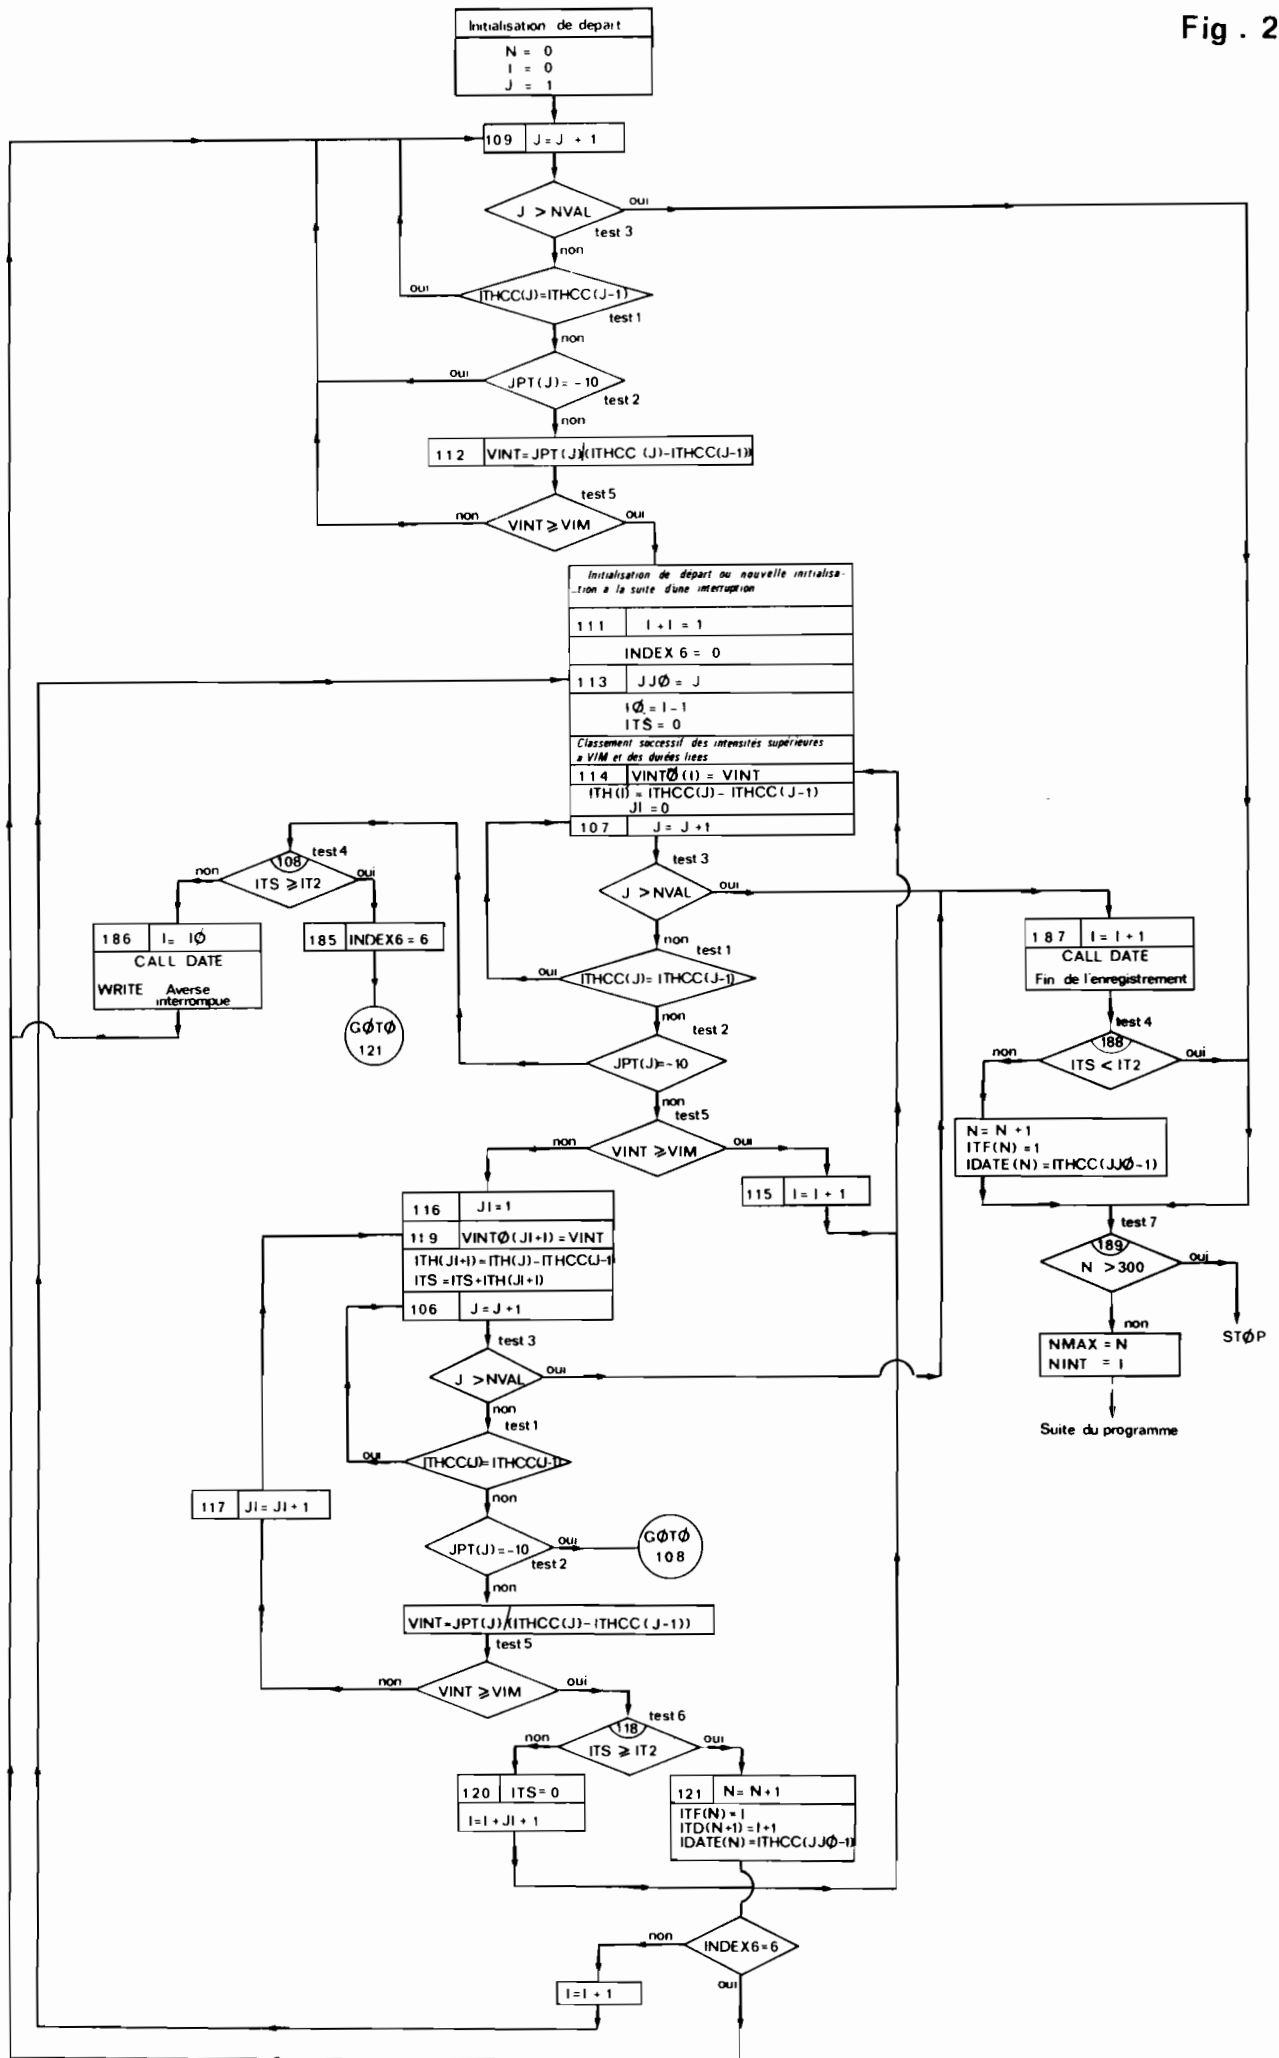 Fig . 2
Initialisation de depart
N = 0
I = 0
J = 1
109 J = J + 1
J > NVAL
oui
test 3
non
ITHCC(J)=ITHCC(J-1)
oui
test 1
non
JPT(J) = -10
oui
test 2
non
112 VINT=JPT(J)/(ITHCC (J)-ITHCC(J-1))
test 5
VINT ⩾ VIM
non
oui
Initialisation de départ ou nouvelle initialisa-
-tion a la suite d'une interruption
111 I + I = 1
INDEX 6 = 0
113 JJØ = J
IØ = I-1
ITS = 0
Classement successif des intensités supérieures
a VIM et des durées liees
114 VINTØ(I) = VINT
ITH(I) = ITHCC(J) - ITHCC(J-1)
JI = 0
107 J = J +1
test 4
108
ITS ⩾ IT2
non
oui
186 I = IØ
CALL DATE
WRITE Averse
interrompue
185 INDEX6 = 6
GØTØ
121
test 3
J > NVAL
oui
non
test 1
ITHCC(J)=ITHCC(J-1)
oui
non
test 2
JPT(J)=-10
non
test 5
VINT ⩾ VIM
non
oui
187 I = I + 1
CALL DATE
Fin de l'enregistrement
test 4
188
ITS < IT2
non
oui
N = N +1
ITF(N) =1
IDATE(N) =ITHCC(JJØ-1)
test 7
189
N > 300
oui
non
STØP
NMAX = N
NINT = I
Suite du programme
115 I = I + 1
116 JI = 1
119 VINTØ(JI+I) = VINT
ITH(JI+I)=ITH(J)-ITHCC(J-1
ITS =ITS+ITH(JI+I)
106 J = J +1
test 3
J > NVAL
oui
non
test 1
ITHCC(J)=ITHCC(J-1)
oui
non
117 JI = JI + 1
JPT(J)=-10
oui
test 2
GØTØ
108
non
VINT=JPT(J)/(ITHCC(J)-ITHCC(J-1))
test 5
VINT ⩾ VIM
non
oui
test 6
118
ITS ⩾ IT2
non
oui
120 ITS = 0
I=I + JI + 1
121 N = N+1
ITF(N) = I
ITD(N+1) = I+1
IDATE(N)=ITHCC(JJØ-1)
INDEX6=6
non
oui
I=I + 1